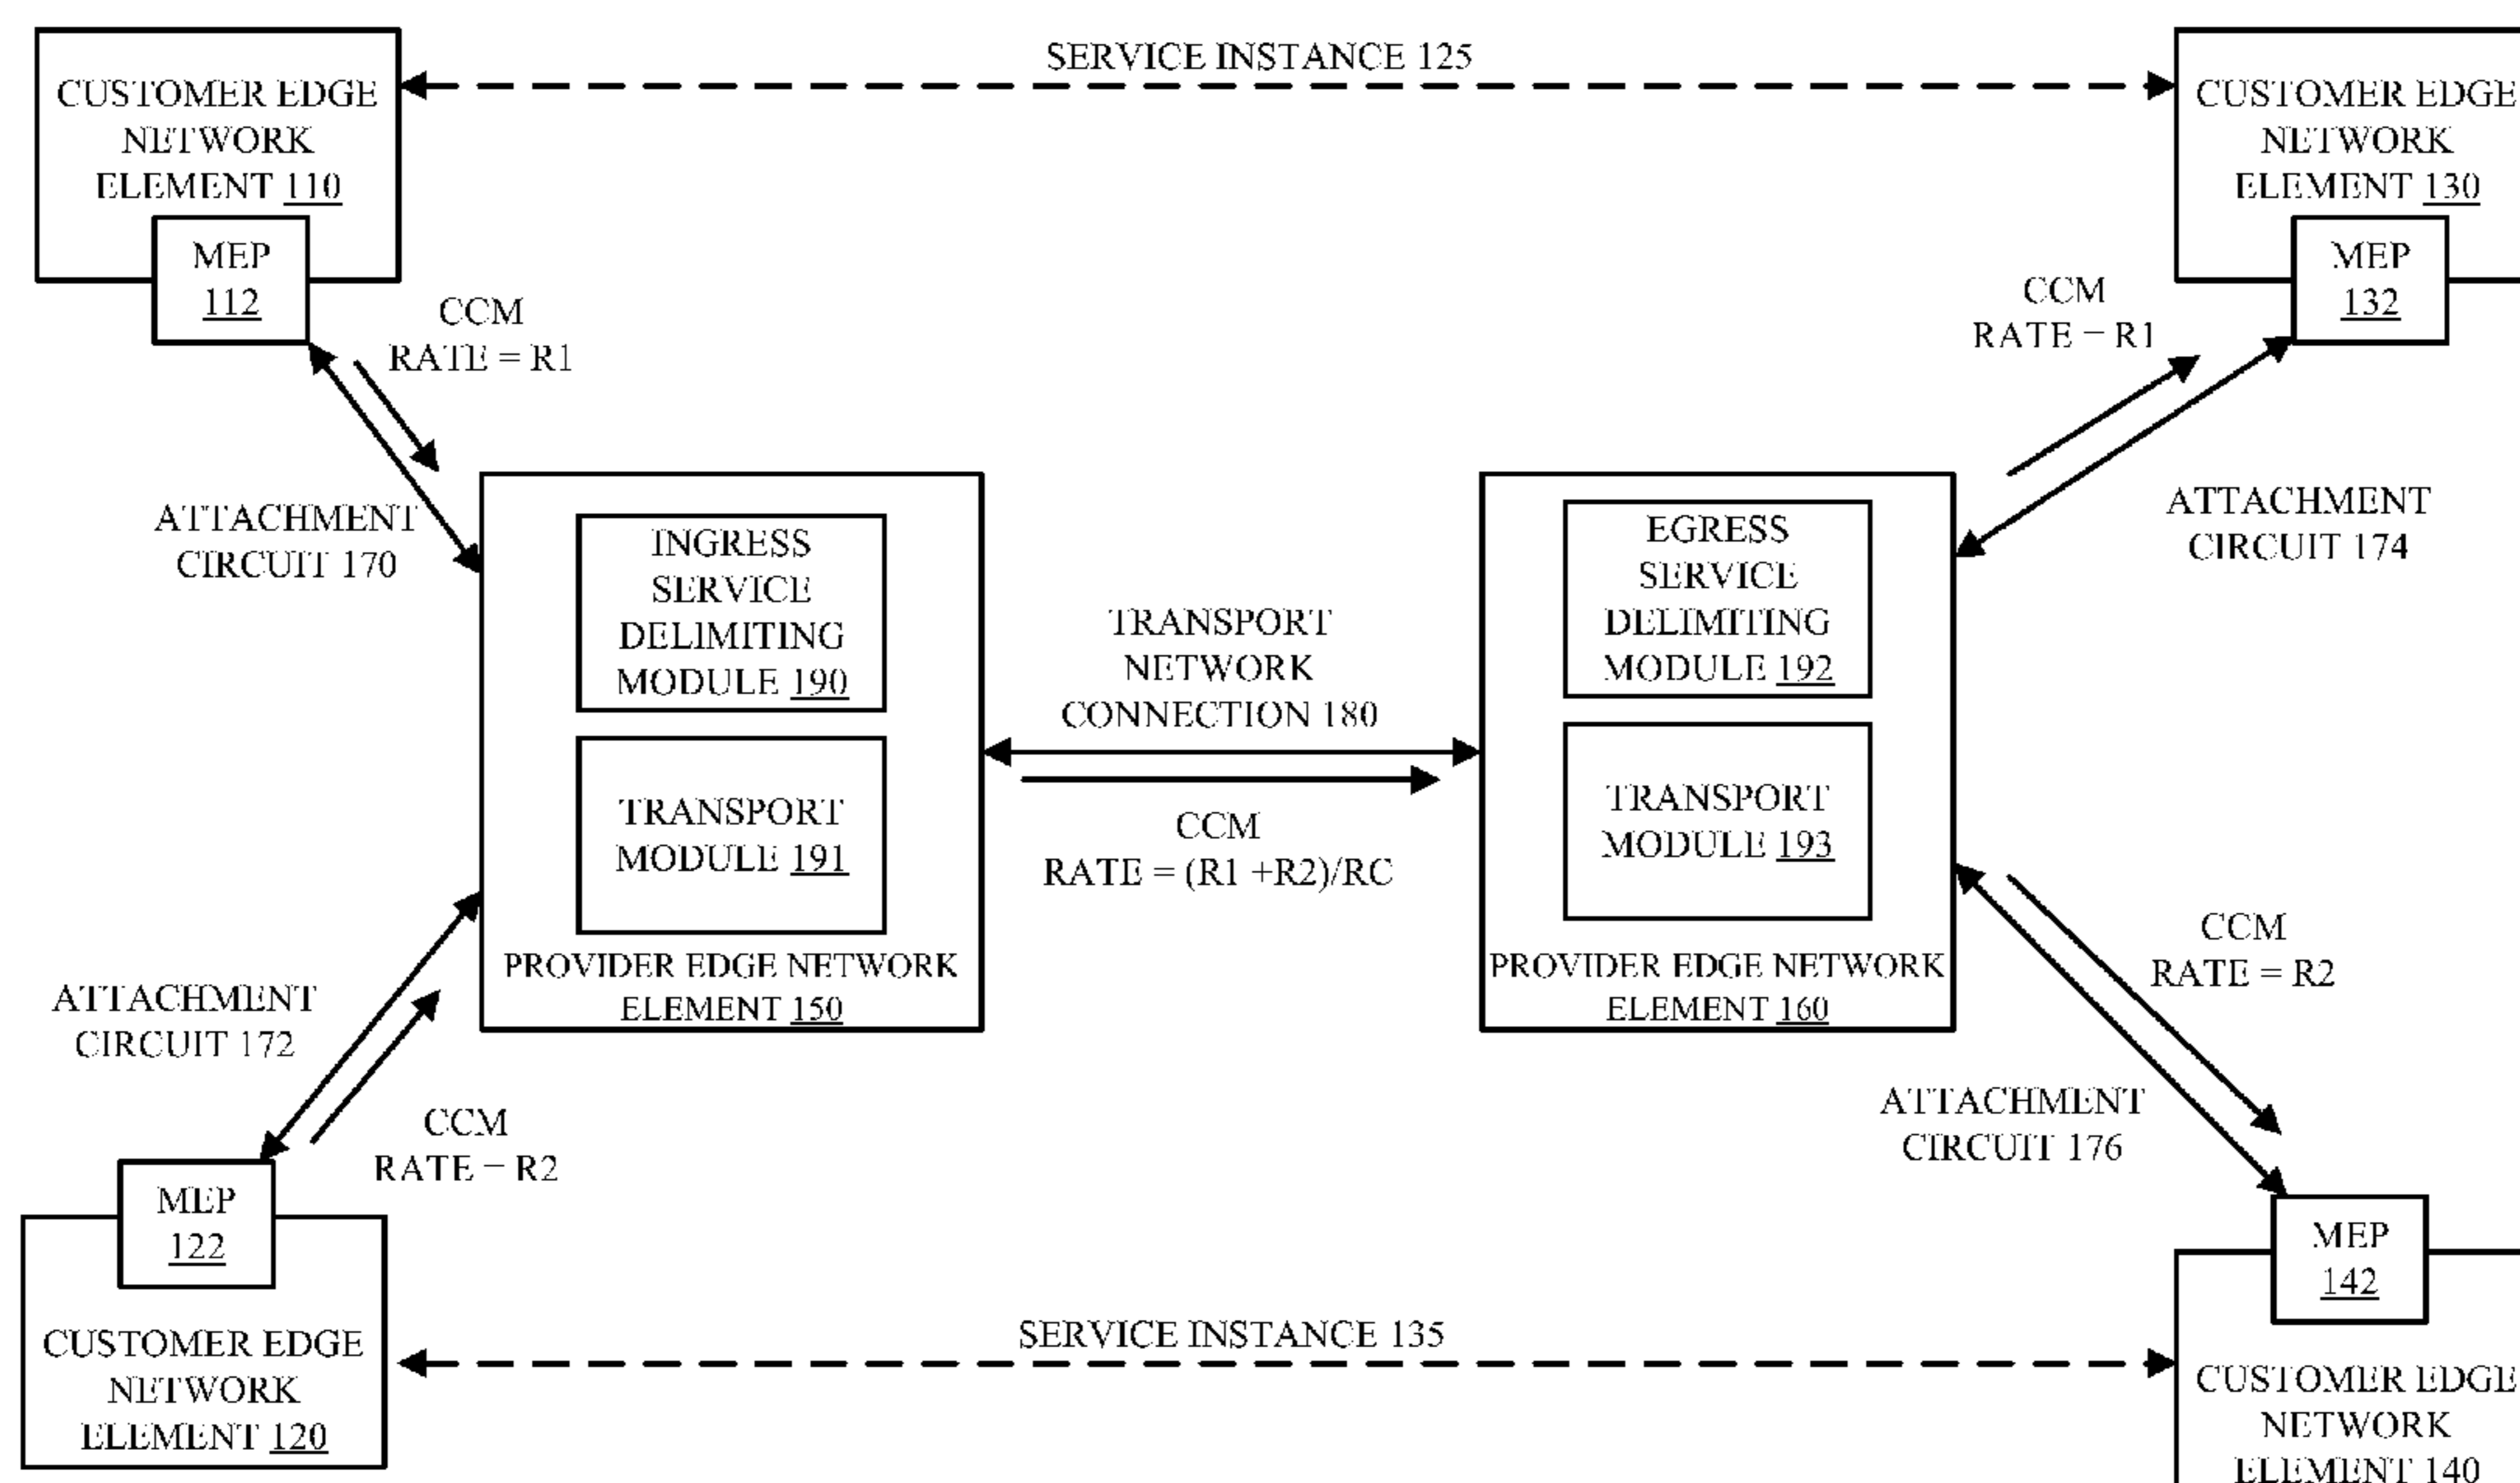 SERVICE INSTANCE 125
CUSTOMER EDGE
NETWORK
ELEMENT 110
MEP
112
CUSTOMER EDGE
NETWORK
ELEMENT 130
MEP
132
CCM
RATE = R1
CCM
RATE = R1
ATTACHMENT
CIRCUIT 170
ATTACHMENT
CIRCUIT 174
INGRESS
SERVICE
DELIMITING
MODULE 190
TRANSPORT
MODULE 191
PROVIDER EDGE NETWORK
ELEMENT 150
TRANSPORT
NETWORK
CONNECTION 180
CCM
RATE = (R1 +R2)/RC
EGRESS
SERVICE
DELIMITING
MODULE 192
TRANSPORT
MODULE 193
PROVIDER EDGE NETWORK
ELEMENT 160
ATTACHMENT
CIRCUIT 172
CCM
RATE = R2
CCM
RATE = R2
ATTACHMENT
CIRCUIT 176
MEP
122
CUSTOMER EDGE
NETWORK
ELEMENT 120
SERVICE INSTANCE 135
MEP
142
CUSTOMER EDGE
NETWORK
ELEMENT 140